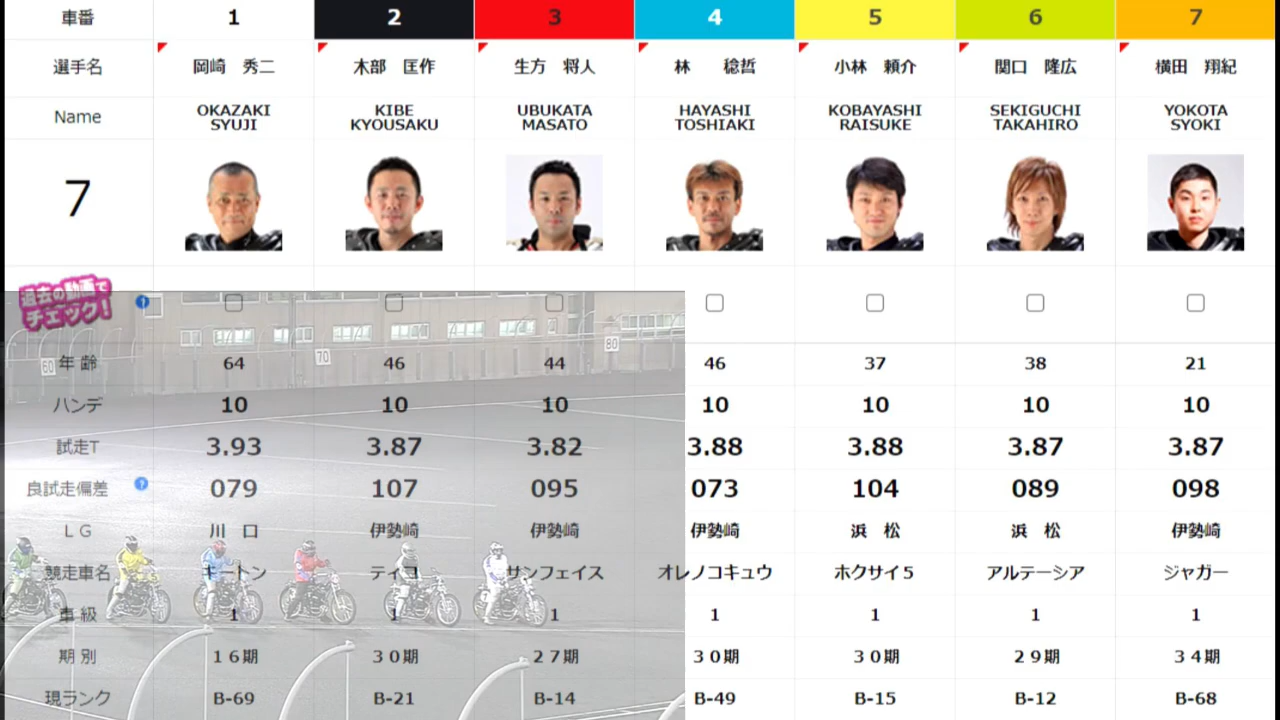 車番 1 2 3 4 5 6 7
選手名 岡崎 秀二 木部 匡作 生方 将人 林 稔哲 小林 頼介 関口 隆広 横田 翔紀
Name OKAZAKI SYUJI KIBE KYOUSAKU UBUKATA MASATO HAYASHI TOSHIAKI KOBAYASHI RAISUKE SEKIGUCHI TAKAHIRO YOKOTA SYOKI
7
過去の動画で
チェック!
60 70 80
年齢 64 46 44 46 37 38 21
ハンデ 10 10 10 10 10 10 10
試走T 3.93 3.87 3.82 3.88 3.88 3.87 3.87
良試走偏差 ? 079 107 095 073 104 089 098
LG 川口 伊勢崎 伊勢崎 伊勢崎 浜松 浜松 伊勢崎
競走車名 キートン ティコ サンフェイス オレノコキュウ ホクサイ5 アルテーシア ジャガー
車級 1 1 1 1 1 1 1
期別 16期 30期 27期 30期 30期 29期 34期
現ランク B-69 B-21 B-14 B-49 B-15 B-12 B-68